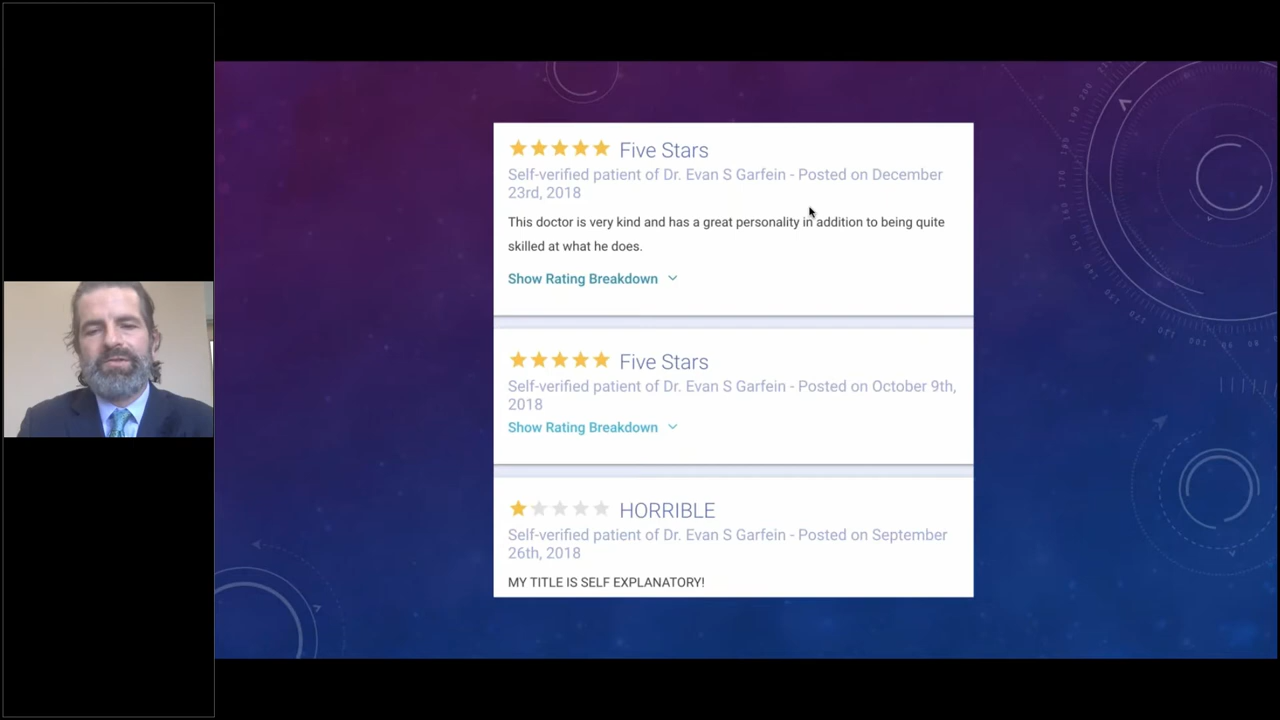 Five Stars
Self-verified patient of Dr. Evan S Garfein - Posted on December
23rd, 2018
This doctor is very kind and has a great personality in addition to being quite
skilled at what he does.
Show Rating Breakdown
Five Stars
Self-verified patient of Dr. Evan S Garfein - Posted on October 9th,
2018
Show Rating Breakdown
HORRIBLE
Self-verified patient of Dr. Evan S Garfein - Posted on September
26th, 2018
MY TITLE IS SELF EXPLANATORY!